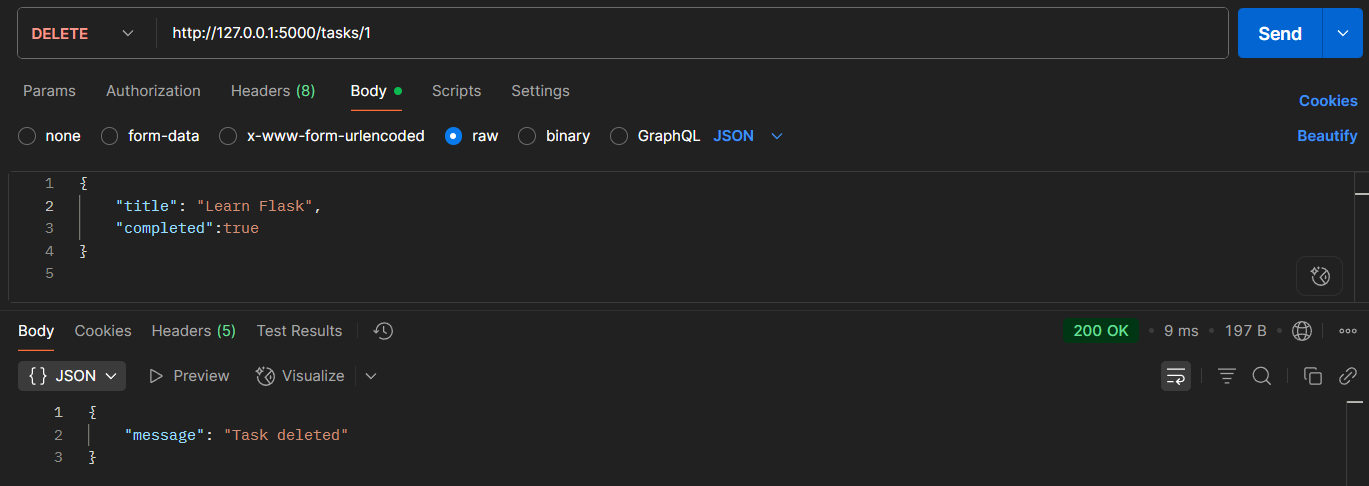 DELETE http://127.0.0.1:5000/tasks/1 Send
Params Authorization Headers (8) Body Scripts Settings Cookies
none form-data x-www-form-urlencoded raw binary GraphQL JSON Beautify
1 {
2 "title": "Learn Flask",
3 "completed":true
4 }
5
Body Cookies Headers (5) Test Results 200 OK • 9 ms • 197 B •
{} JSON Preview Visualize
1 {
2 "message": "Task deleted"
3 }